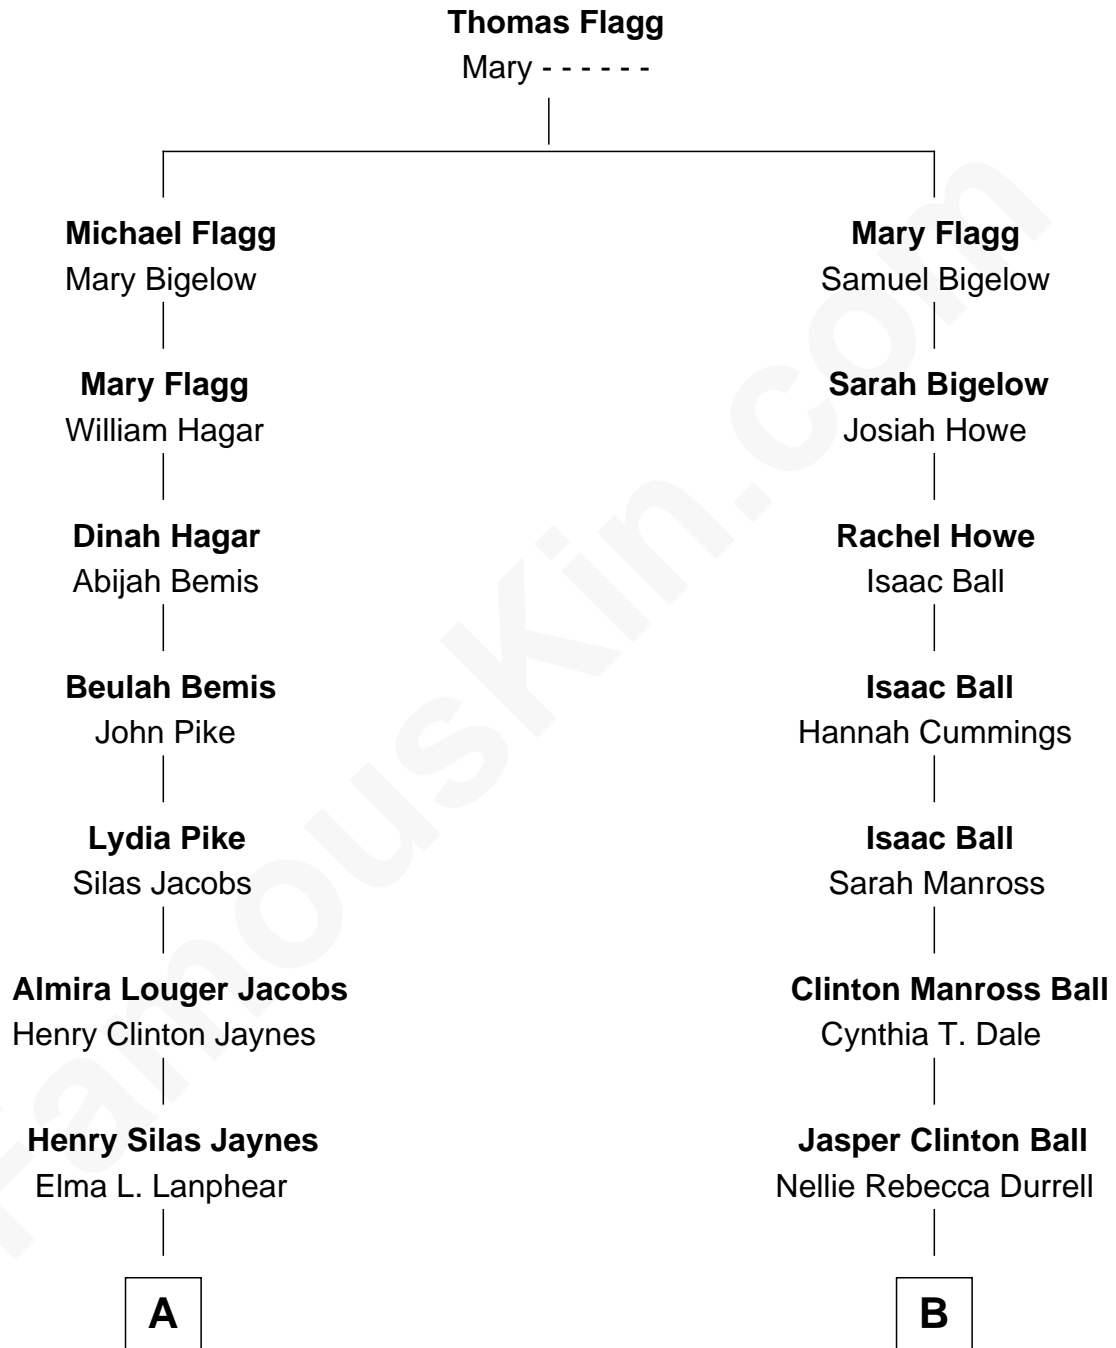 Thomas Flagg
Mary - - - - - -
Michael Flagg
Mary Bigelow
Mary Flagg
Samuel Bigelow
Mary Flagg
William Hagar
Sarah Bigelow
Josiah Howe
Dinah Hagar
Abijah Bemis
Rachel Howe
Isaac Ball
Beulah Bemis
John Pike
Isaac Ball
Hannah Cummings
Lydia Pike
Silas Jacobs
Isaac Ball
Sarah Manross
Almira Louger Jacobs
Henry Clinton Jaynes
Clinton Manross Ball
Cynthia T. Dale
Henry Silas Jaynes
Elma L. Lanphear
Jasper Clinton Ball
Nellie Rebecca Durrell
A
B
FamousKin.com